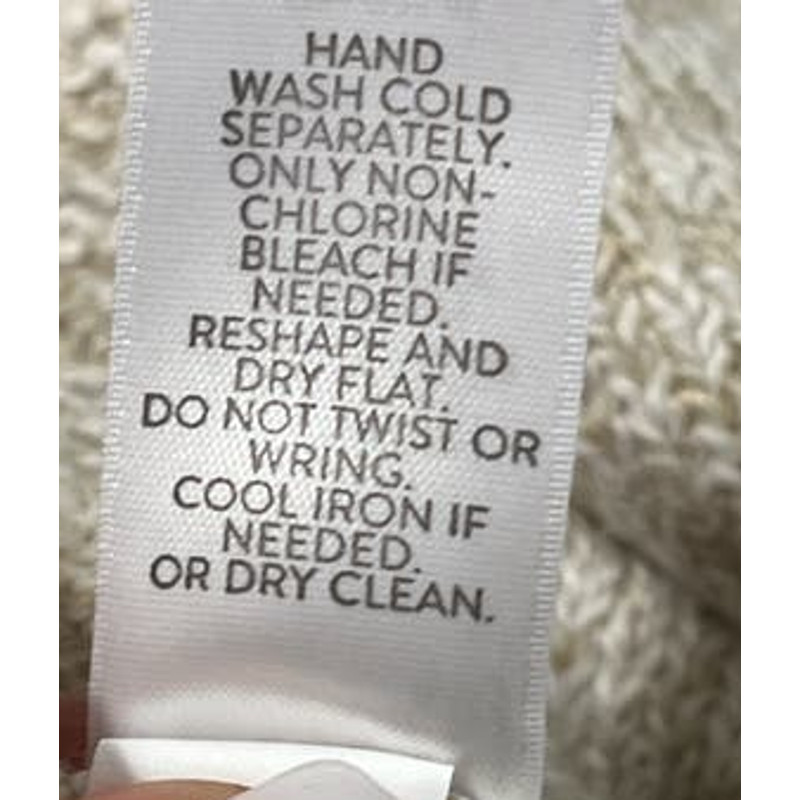 HAND
WASH COLD
SEPARATELY.
ONLY NON-
CHLORINE
BLEACH IF
NEEDED.
RESHAPE AND
DRY FLAT.
DO NOT TWIST OR
WRING.
COOL IRON IF
NEEDED.
OR DRY CLEAN.